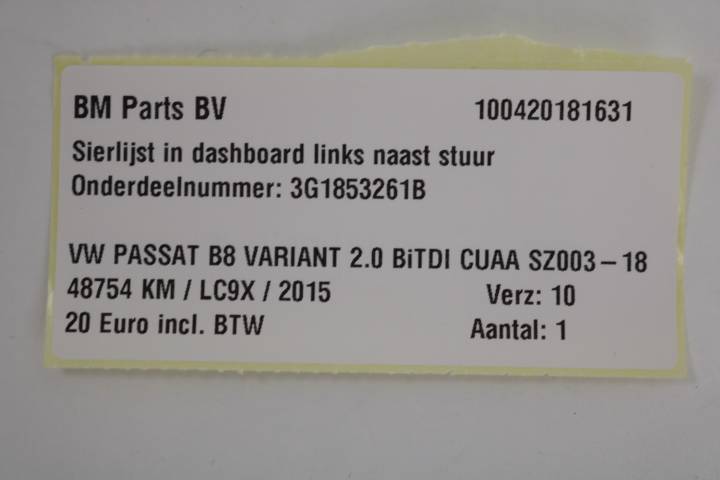 BM Parts BV 100420181631
Sierlijst in dashboard links naast stuur
Onderdeelnummer: 3G1853261B
VW PASSAT B8 VARIANT 2.0 BiTDI CUAA SZ003-18
48754 KM / LC9X / 2015 Verz: 10
20 Euro incl. BTW Aantal: 1